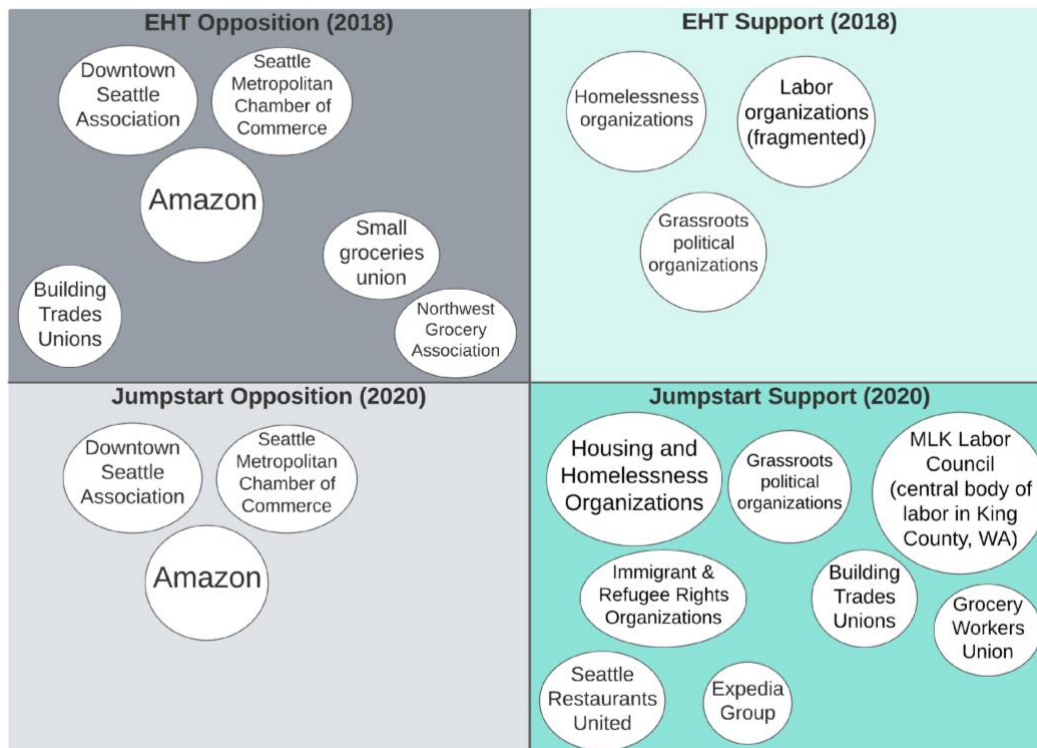 EHT Opposition (2018)
Downtown
Seattle
Association
Seattle
Metropolitan
Chamber of
Commerce
Amazon
Small
groceries
union
Building
Trades
Unions
Northwest
Grocery
Association
EHT Support (2018)
Homelessness
organizations
Labor
organizations
(fragmented)
Grassroots
political
organizations
Jumpstart Opposition (2020)
Downtown
Seattle
Association
Seattle
Metropolitan
Chamber of
Commerce
Amazon
Jumpstart Support (2020)
Housing and
Homelessness
Organizations
Grassroots
political
organizations
MLK Labor
Council
(central body of
labor in King
County, WA)
Immigrant &
Refugee Rights
Organizations
Building
Trades
Unions
Grocery
Workers
Union
Seattle
Restaurants
United
Expedia
Group